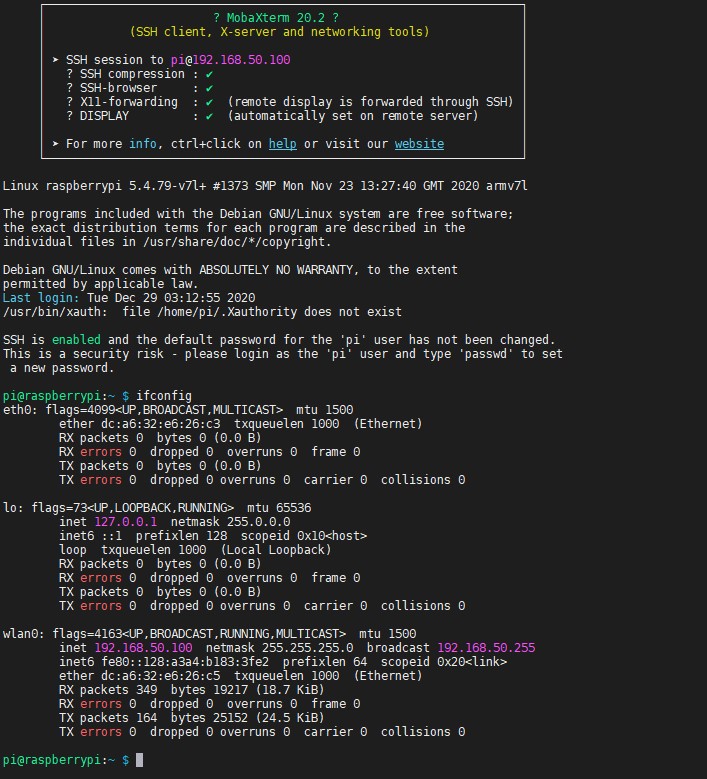 ? MobaXterm 20.2 ?
(SSH client, X-server and networking tools)
➤ SSH session to pi@192.168.50.100
? SSH compression : ✔
? SSH-browser     : ✔
? X11-forwarding  : ✔  (remote display is forwarded through SSH)
? DISPLAY         : ✔  (automatically set on remote server)
➤ For more info, ctrl+click on help or visit our website
Linux raspberrypi 5.4.79-v7l+ #1373 SMP Mon Nov 23 13:27:40 GMT 2020 armv7l
The programs included with the Debian GNU/Linux system are free software;
the exact distribution terms for each program are described in the
individual files in /usr/share/doc/*/copyright.
Debian GNU/Linux comes with ABSOLUTELY NO WARRANTY, to the extent
permitted by applicable law.
Last login: Tue Dec 29 03:12:55 2020
/usr/bin/xauth:  file /home/pi/.Xauthority does not exist
SSH is enabled and the default password for the 'pi' user has not been changed.
This is a security risk - please login as the 'pi' user and type 'passwd' to set
 a new password.
pi@raspberrypi:~ $ ifconfig
eth0: flags=4099<UP,BROADCAST,MULTICAST>  mtu 1500
        ether dc:a6:32:e6:26:c3  txqueuelen 1000  (Ethernet)
        RX packets 0  bytes 0 (0.0 B)
        RX errors 0  dropped 0  overruns 0  frame 0
        TX packets 0  bytes 0 (0.0 B)
        TX errors 0  dropped 0 overruns 0  carrier 0  collisions 0
lo: flags=73<UP,LOOPBACK,RUNNING>  mtu 65536
        inet 127.0.0.1  netmask 255.0.0.0
        inet6 ::1  prefixlen 128  scopeid 0x10<host>
        loop  txqueuelen 1000  (Local Loopback)
        RX packets 0  bytes 0 (0.0 B)
        RX errors 0  dropped 0  overruns 0  frame 0
        TX packets 0  bytes 0 (0.0 B)
        TX errors 0  dropped 0 overruns 0  carrier 0  collisions 0
wlan0: flags=4163<UP,BROADCAST,RUNNING,MULTICAST>  mtu 1500
        inet 192.168.50.100  netmask 255.255.255.0  broadcast 192.168.50.255
        inet6 fe80::128:a3a4:b183:3fe2  prefixlen 64  scopeid 0x20<link>
        ether dc:a6:32:e6:26:c5  txqueuelen 1000  (Ethernet)
        RX packets 349  bytes 19217 (18.7 KiB)
        RX errors 0  dropped 0  overruns 0  frame 0
        TX packets 164  bytes 25152 (24.5 KiB)
        TX errors 0  dropped 0 overruns 0  carrier 0  collisions 0
pi@raspberrypi:~ $